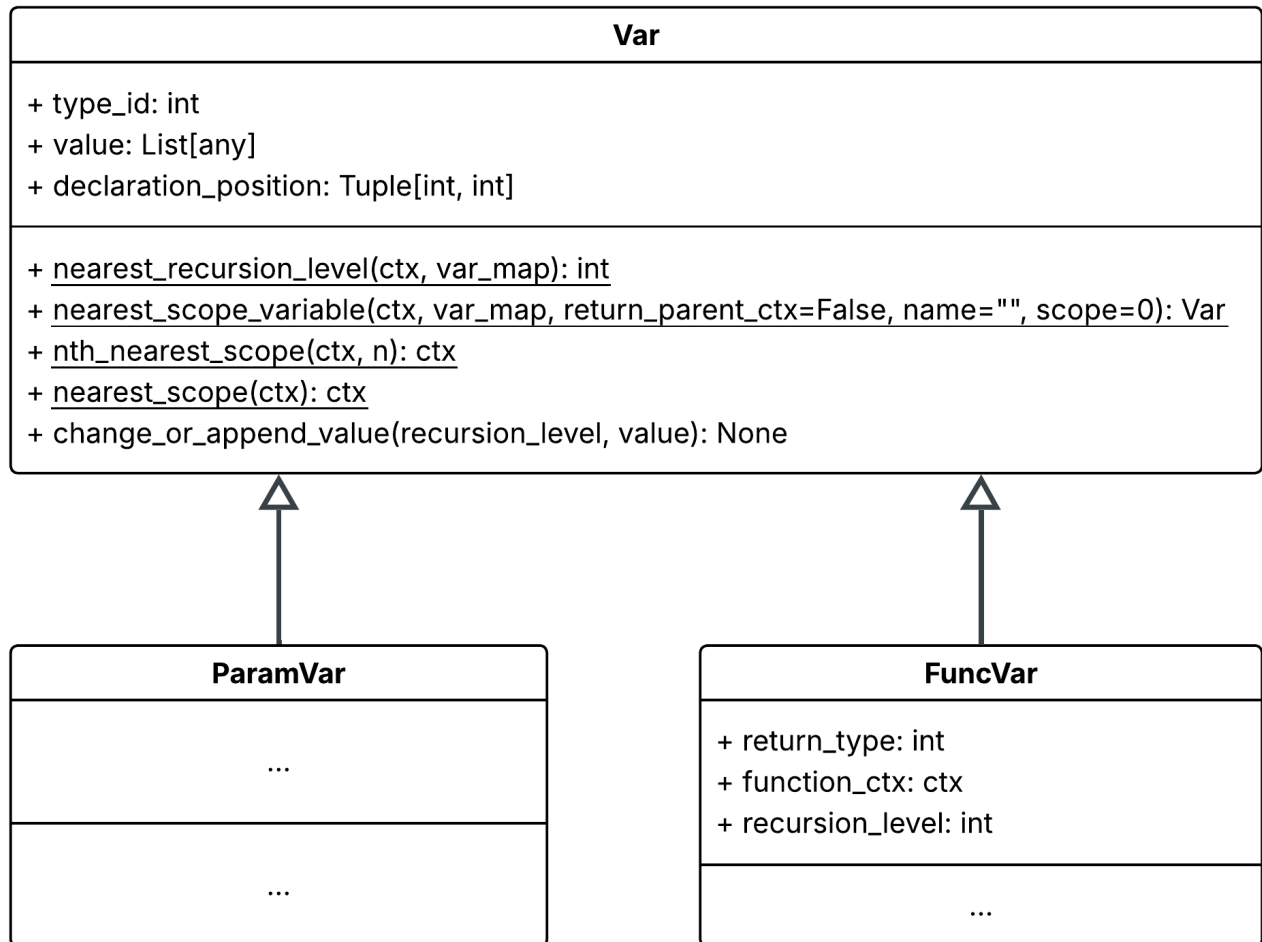 Var
+ type_id: int
+ value: List[any]
+ declaration_position: Tuple[int, int]
+ nearest_recursion_level(ctx, var_map): int
+ nearest_scope_variable(ctx, var_map, return_parent_ctx=False, name="", scope=0): Var
+ nth_nearest_scope(ctx, n): ctx
+ nearest_scope(ctx): ctx
+ change_or_append_value(recursion_level, value): None
ParamVar
...
...
FuncVar
+ return_type: int
+ function_ctx: ctx
+ recursion_level: int
...